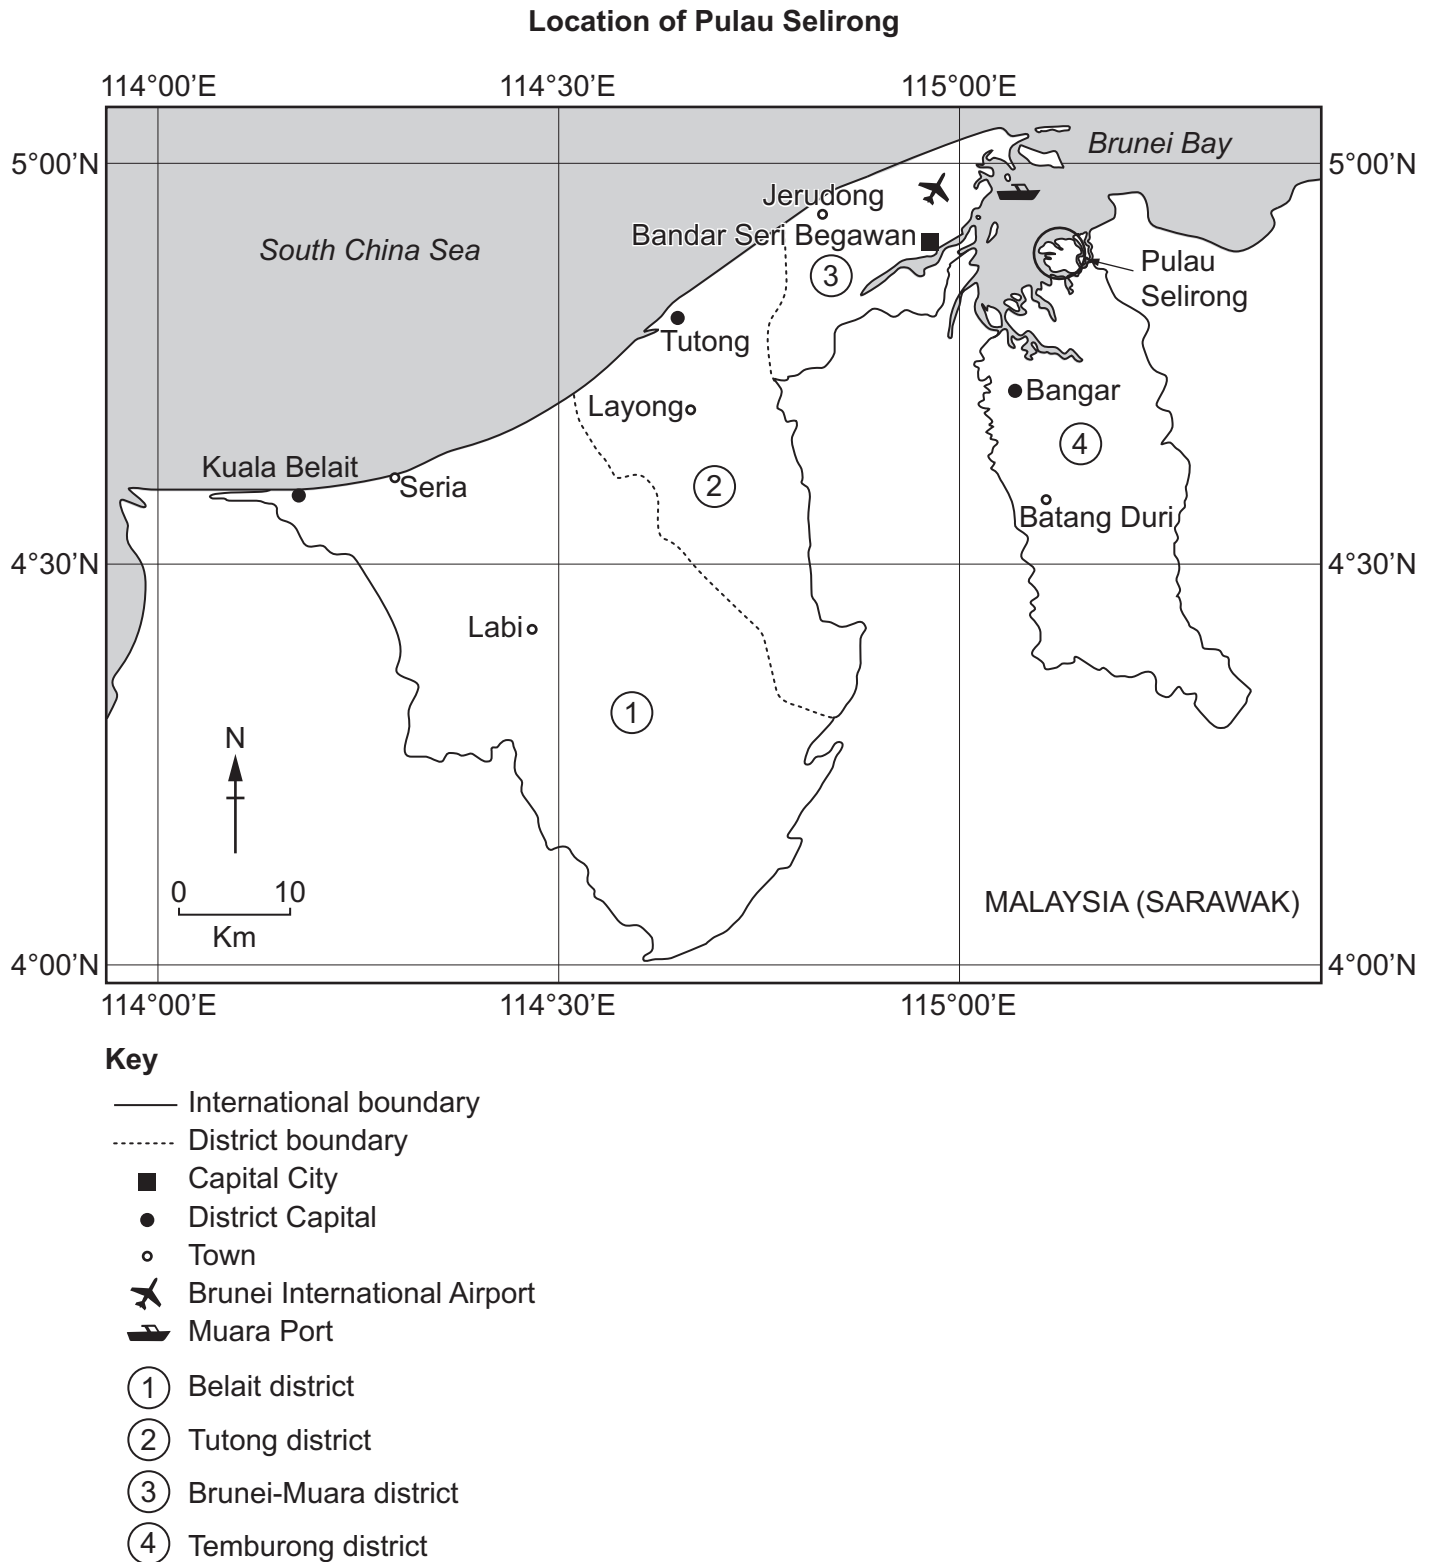 Location of Pulau Selirong
114°00’E 114°30’E 115°00’E
5°00’N 5°00’N
Brunei Bay
Jerudong
Bandar Seri Begawan
South China Sea
3
Pulau
Selirong
Tutong
Bangar
Layong
4
Kuala Belait
Seria
2
Batang Duri
4°30’N 4°30’N
Labi
1
N
0 10
Km
MALAYSIA (SARAWAK)
4°00’N 4°00’N
114°00’E 114°30’E 115°00’E
Key
International boundary
District boundary
Capital City
District Capital
Town
Brunei International Airport
Muara Port
1 Belait district
2 Tutong district
3 Brunei-Muara district
4 Temburong district